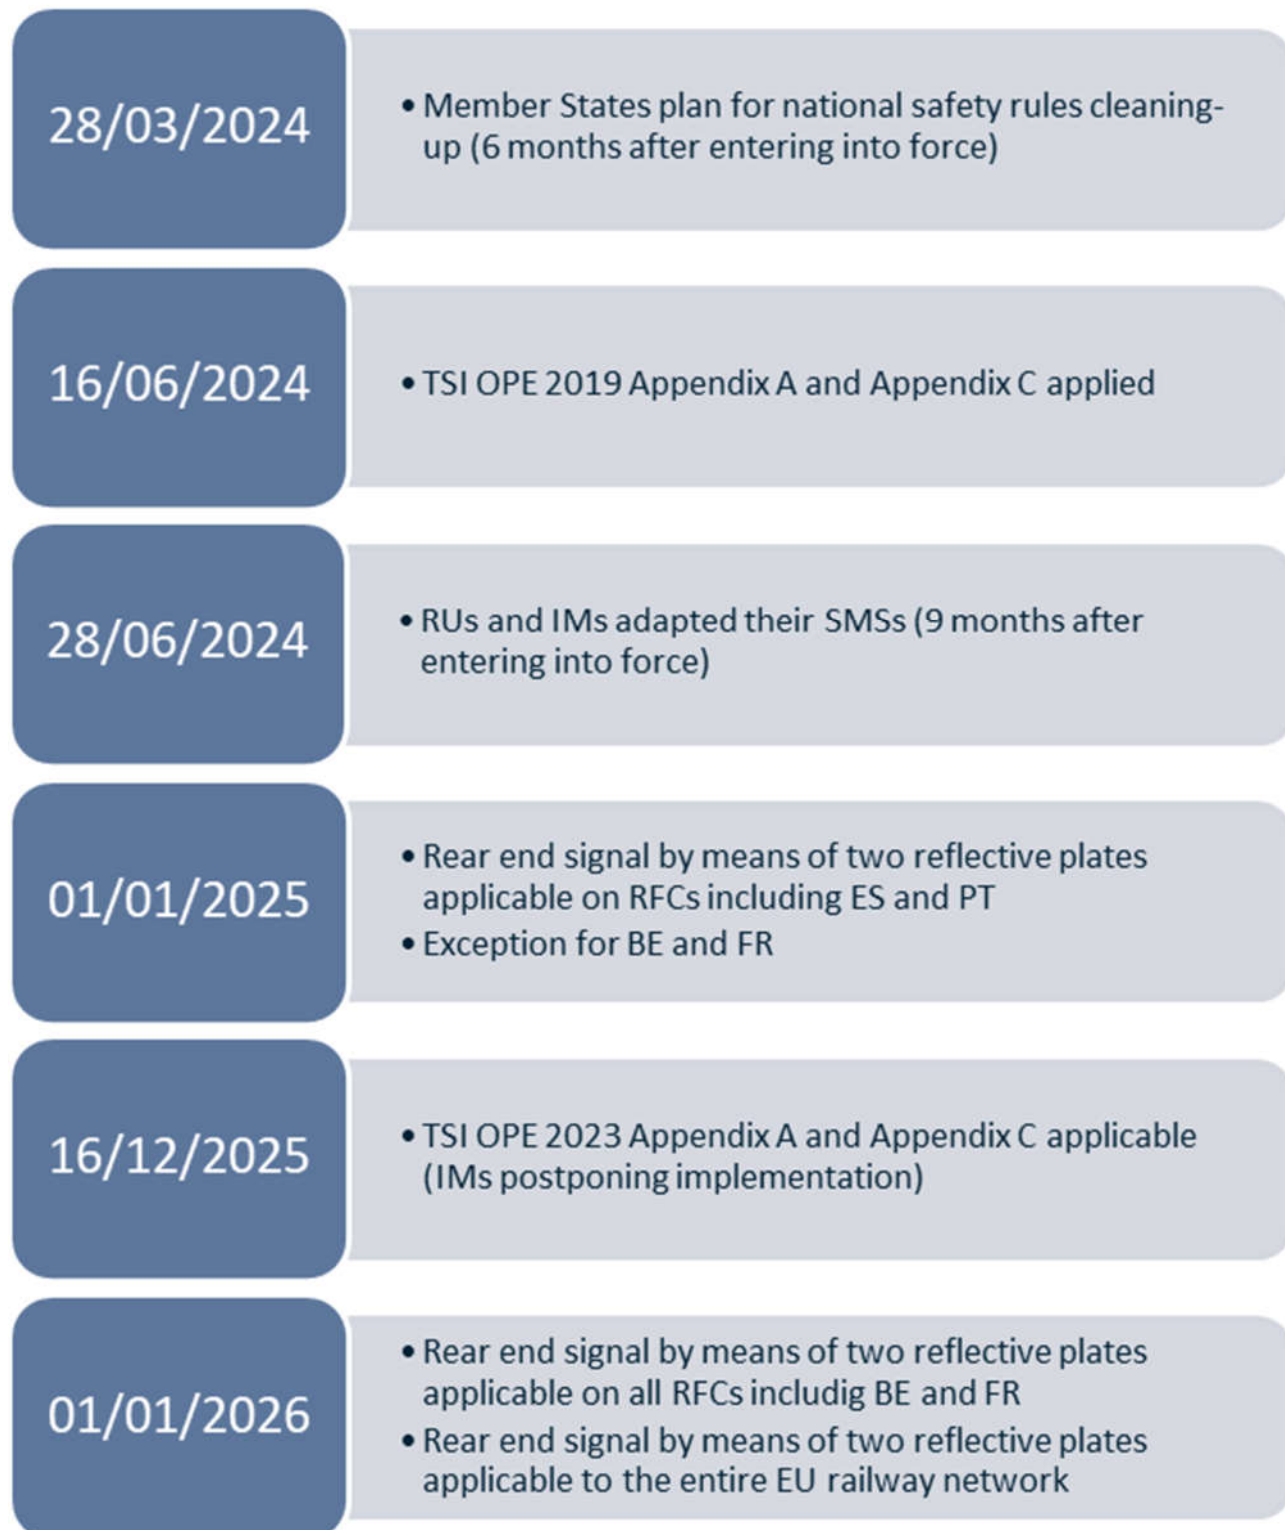 28/03/2024
• Member States plan for national safety rules cleaning-
up (6 months after entering into force)
16/06/2024
• TSI OPE 2019 Appendix A and Appendix C applied
28/06/2024
• RUs and IMs adapted their SMSs (9 months after
entering into force)
01/01/2025
• Rear end signal by means of two reflective plates
applicable on RFCs including ES and PT
• Exception for BE and FR
16/12/2025
• TSI OPE 2023 Appendix A and Appendix C applicable
(IMs postponing implementation)
01/01/2026
• Rear end signal by means of two reflective plates
applicable on all RFCs includig BE and FR
• Rear end signal by means of two reflective plates
applicable to the entire EU railway network